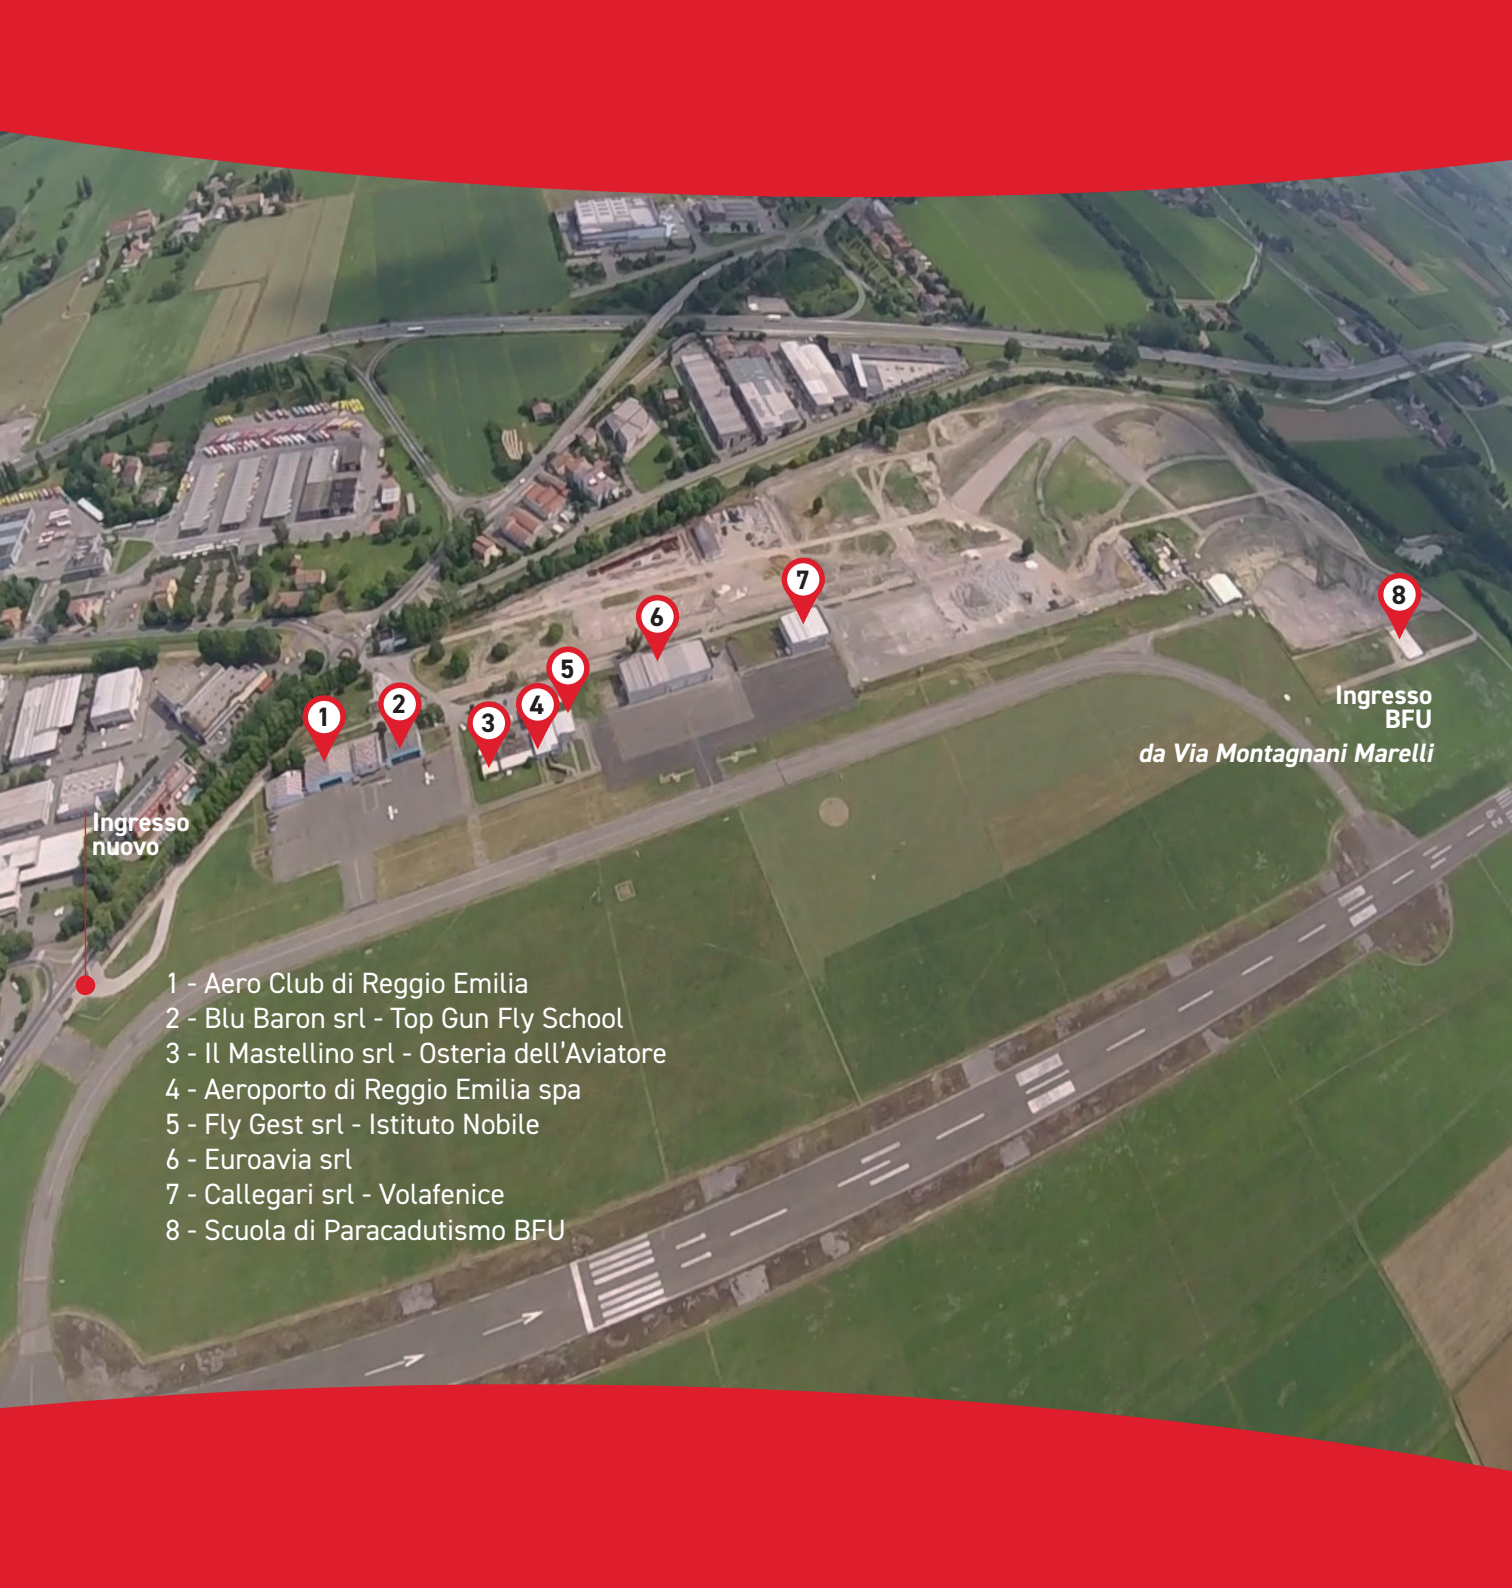 7
6
8
5
4
2
1
3
Ingresso
BFU
da Via Montagnani Marelli
Ingresso
nuovo
1 - Aero Club di Reggio Emilia
2 - Blu Baron srl - Top Gun Fly School
3 - Il Mastellino srl - Osteria dell’Aviatore
4 - Aeroporto di Reggio Emilia spa
5 - Fly Gest srl - Istituto Nobile
6 - Euroavia srl
7 - Callegari srl - Volafenice
8 - Scuola di Paracadutismo BFU
29